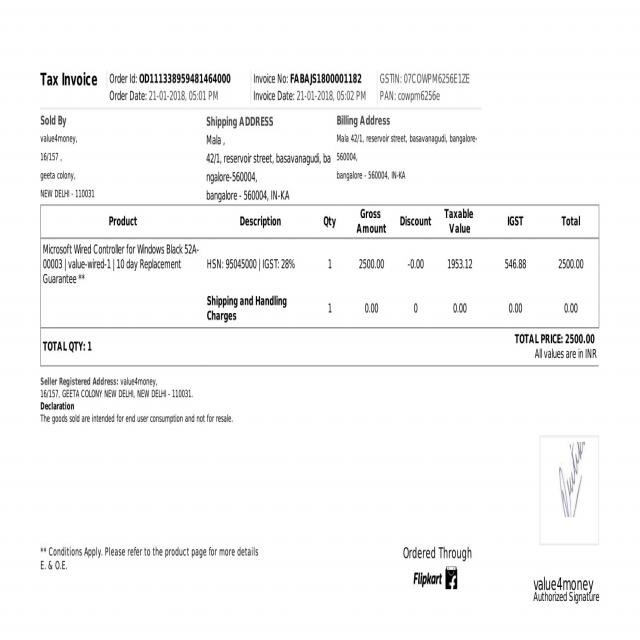 Tax Invoice
Order Id: OD111338959481464000
Order Date: 21-01-2018, 05:01 PM
Invoice No: FABAJS1800001182
Invoice Date: 21-01-2018, 05:02 PM
GSTIN: 07COWPM6256E1ZE
PAN: cowpm6256e
Sold By
value4money,
16/157 ,
geeta colony,
NEW DELHI - 110031
Shipping ADDRESS
Mala ,
42/1, reservoir street, basavanagudi, ba
ngalore-560004,
bangalore - 560004, IN-KA
Billing Address
Mala 42/1, reservoir street, basavanagudi, bangalore-
560004,
bangalore - 560004, IN-KA
Product Description Qty Gross Amount Discount Taxable Value IGST Total
Microsoft Wired Controller for Windows Black 52A-
00003 | value-wired-1 | 10 day Replacement
Guarantee **
HSN: 95045000 | IGST: 28% 1 2500.00 -0.00 1953.12 546.88 2500.00
Shipping and Handling
Charges
1 0.00 0 0.00 0.00 0.00
TOTAL QTY: 1
TOTAL PRICE: 2500.00
All values are in INR
Seller Registered Address: value4money,
16/157, GEETA COLONY NEW DELHI, NEW DELHI - 110031.
Declaration
The goods sold are intended for end user consumption and not for resale.
** Conditions Apply. Please refer to the product page for more details
E. & O.E.
Ordered Through
Flipkart
value4money
Authorized Signature